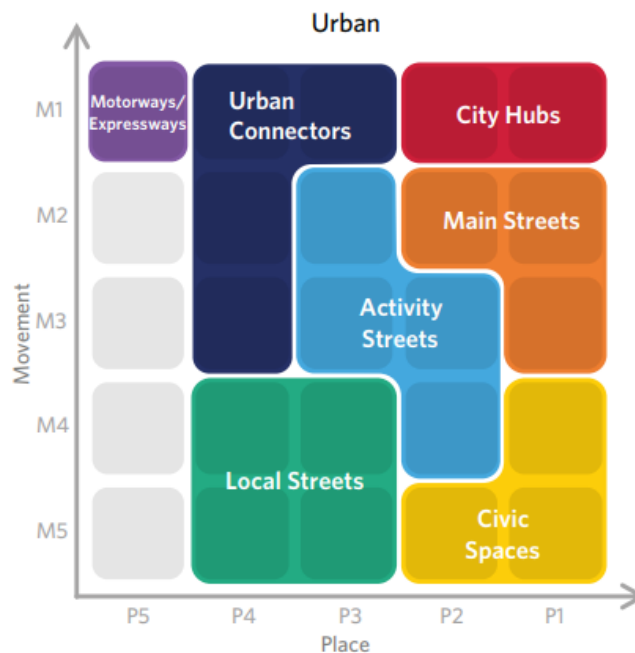 Urban
M1
Motorways/
Expressways
Urban
Connectors
City Hubs
M2
Main Streets
Movement
M3
Activity
Streets
M4
Local Streets
M5
Civic
Spaces
P5
P4
P3
P2
P1
Place